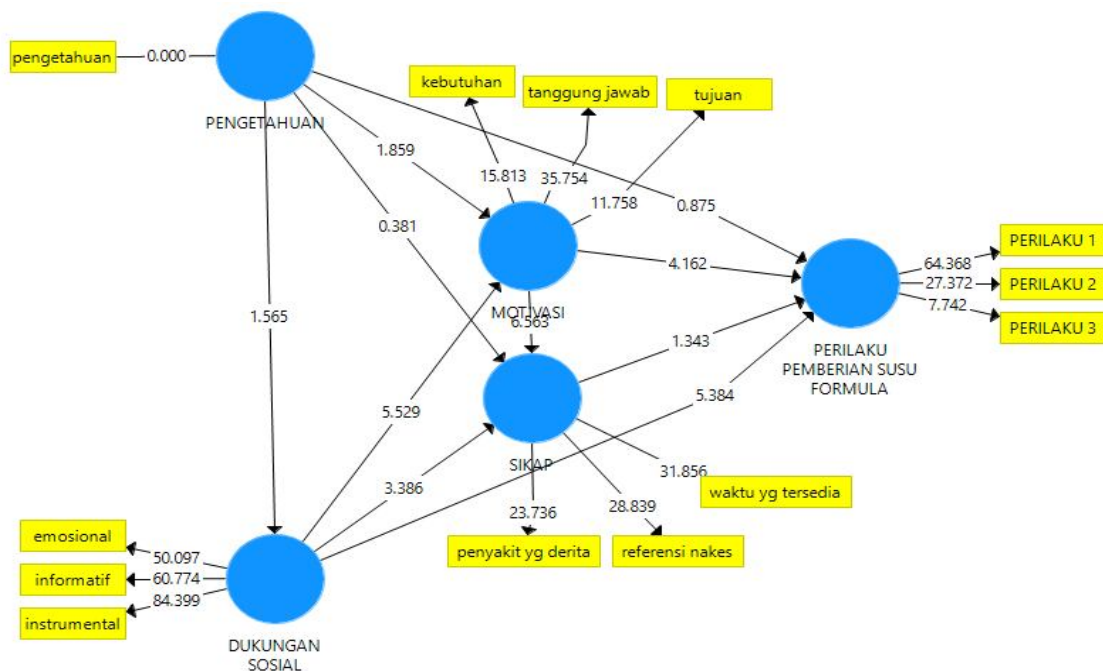 pengetahuan
0.000
PENGETAHUAN
kebutuhan
tanggung jawab
tujuan
1.859
15.813
35.754
11.758
0.875
0.381
4.162
MOTIVASI
6.563
1.565
PERILAKU 1
64.368
PERILAKU 2
27.372
PERILAKU 3
7.742
PERILAKU
PEMBERIAN SUSU
FORMULA
1.343
5.384
5.529
3.386
SIKAP
31.856
waktu yg tersedia
23.736
28.839
penyakit yg derita
referensi nakes
emosional
50.097
informatif
60.774
instrumental
84.399
DUKUNGAN
SOSIAL